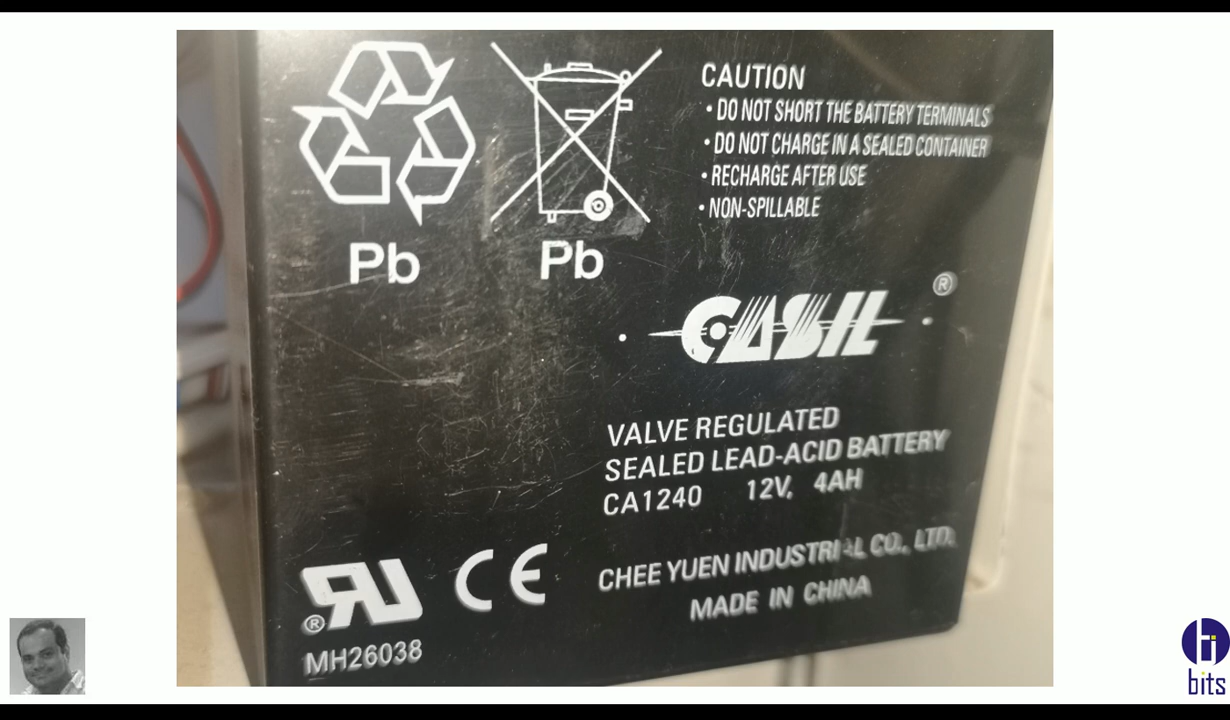 CAUTION
• DO NOT SHORT THE BATTERY TERMINALS
• DO NOT CHARGE IN A SEALED CONTAINER
• RECHARGE AFTER USE
• NON-SPILLABLE
Pb Pb
CASIL ®
VALVE REGULATED
SEALED LEAD-ACID BATTERY
CA1240 12V, 4AH
CHEE YUEN INDUSTRIAL CO., LTD.
MADE IN CHINA
® RU CE
MH26038
hi
bits